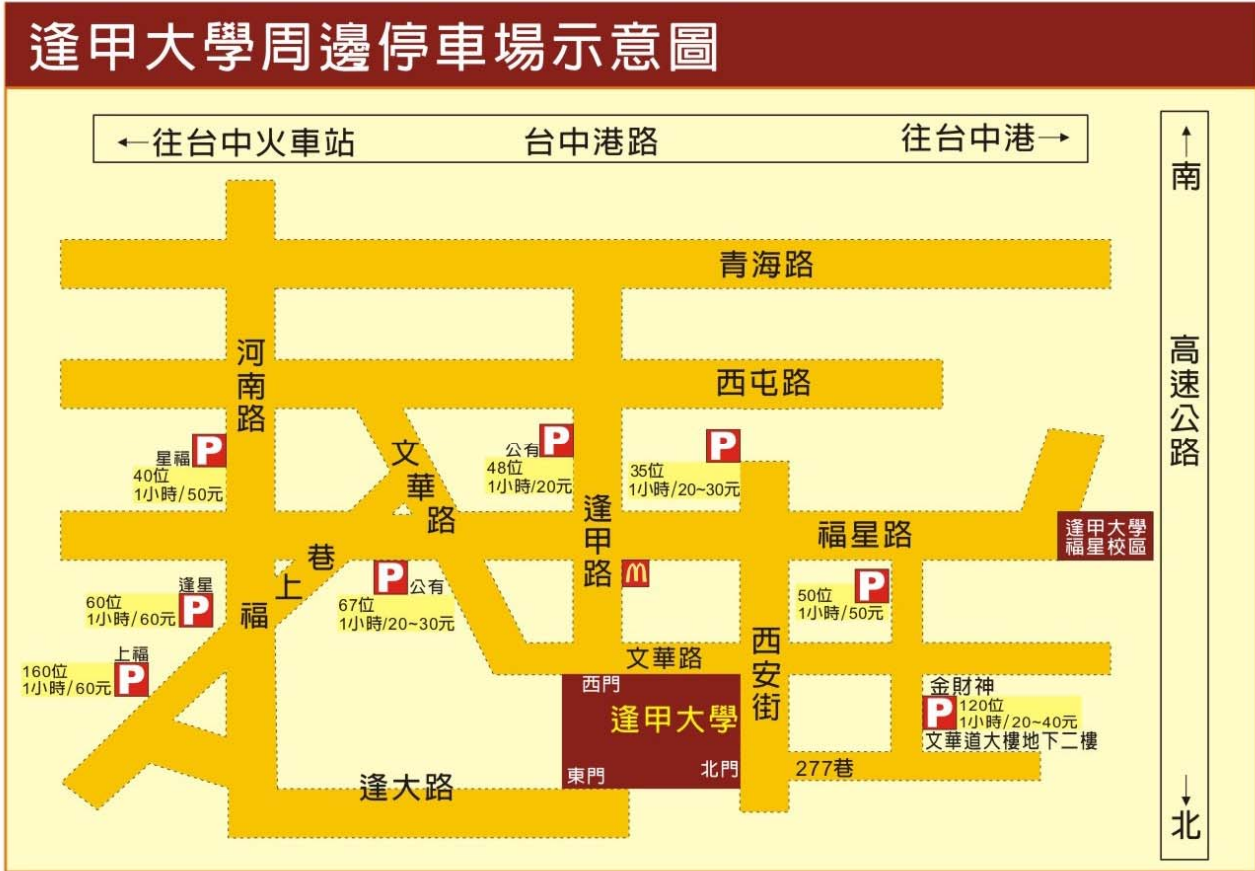 逢甲大學周邊停車場示意圖
←往台中火車站
台中港路
往台中港→
↑
南
高速公路
↓
北
青海路
河南路
西屯路
文華路
星福 P
40位
1小時/50元
公有 P
48位
1小時/20元
P
35位
1小時/20~30元
逢甲路
福星路
逢甲大學
福星校區
福上巷
逢星
60位
1小時/60元
P
P 公有
67位
1小時/20~30元
50位
1小時/50元
P
上福
160位
1小時/60元
P
文華路
西安街
西門
逢甲大學
東門
北門
金財神
P
120位
1小時/20~40元
文華道大樓地下二樓
277巷
逢大路